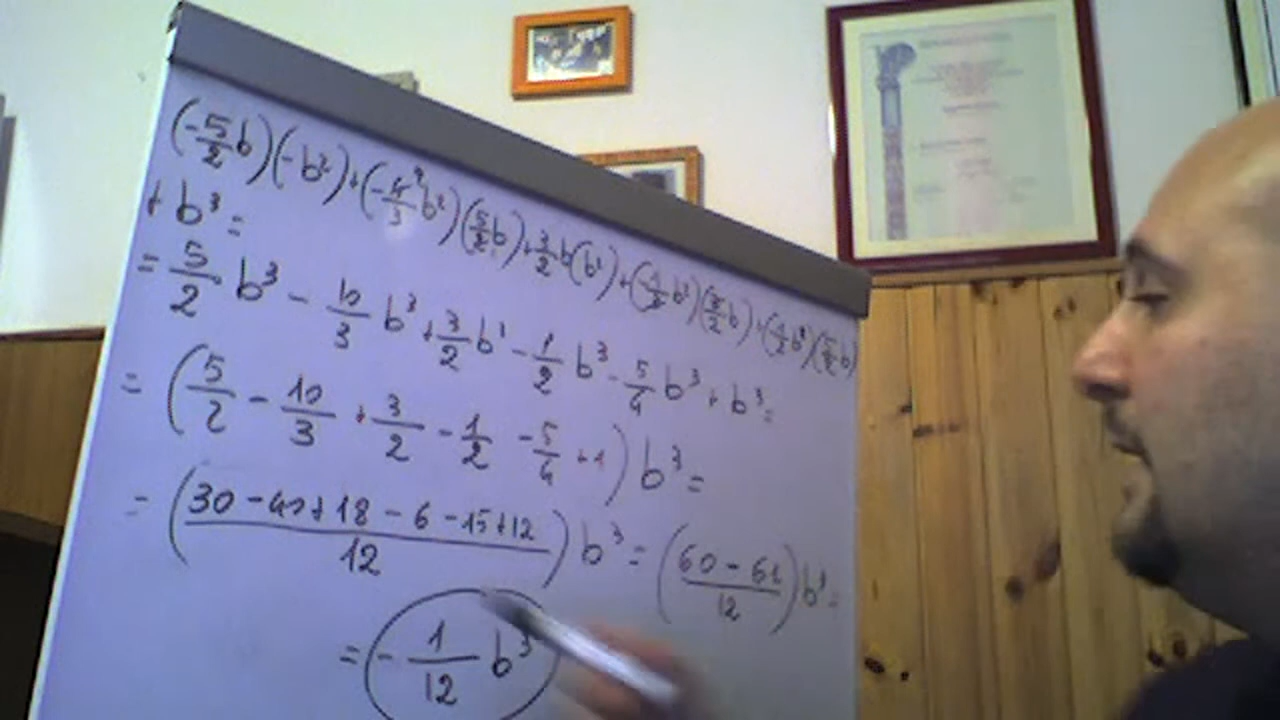 (-5/2 b)(-b²)+(-4/3 b²)(5/2 b)+3/2 b(b²)+(-1/3 b²)(3/2 b)+(-1/2 b²)(5/2 b)
+ b³ =
= 5/2 b³ - 10/3 b³ + 3/2 b³ - 1/2 b³ - 5/4 b³ + b³ =
= (5/2 - 10/3 + 3/2 - 1/2 - 5/4 + 1) b³ =
= (30 - 40 + 18 - 6 - 15 + 12 / 12) b³ = (60 - 61 / 12) b³ =
= - 1/12 b³